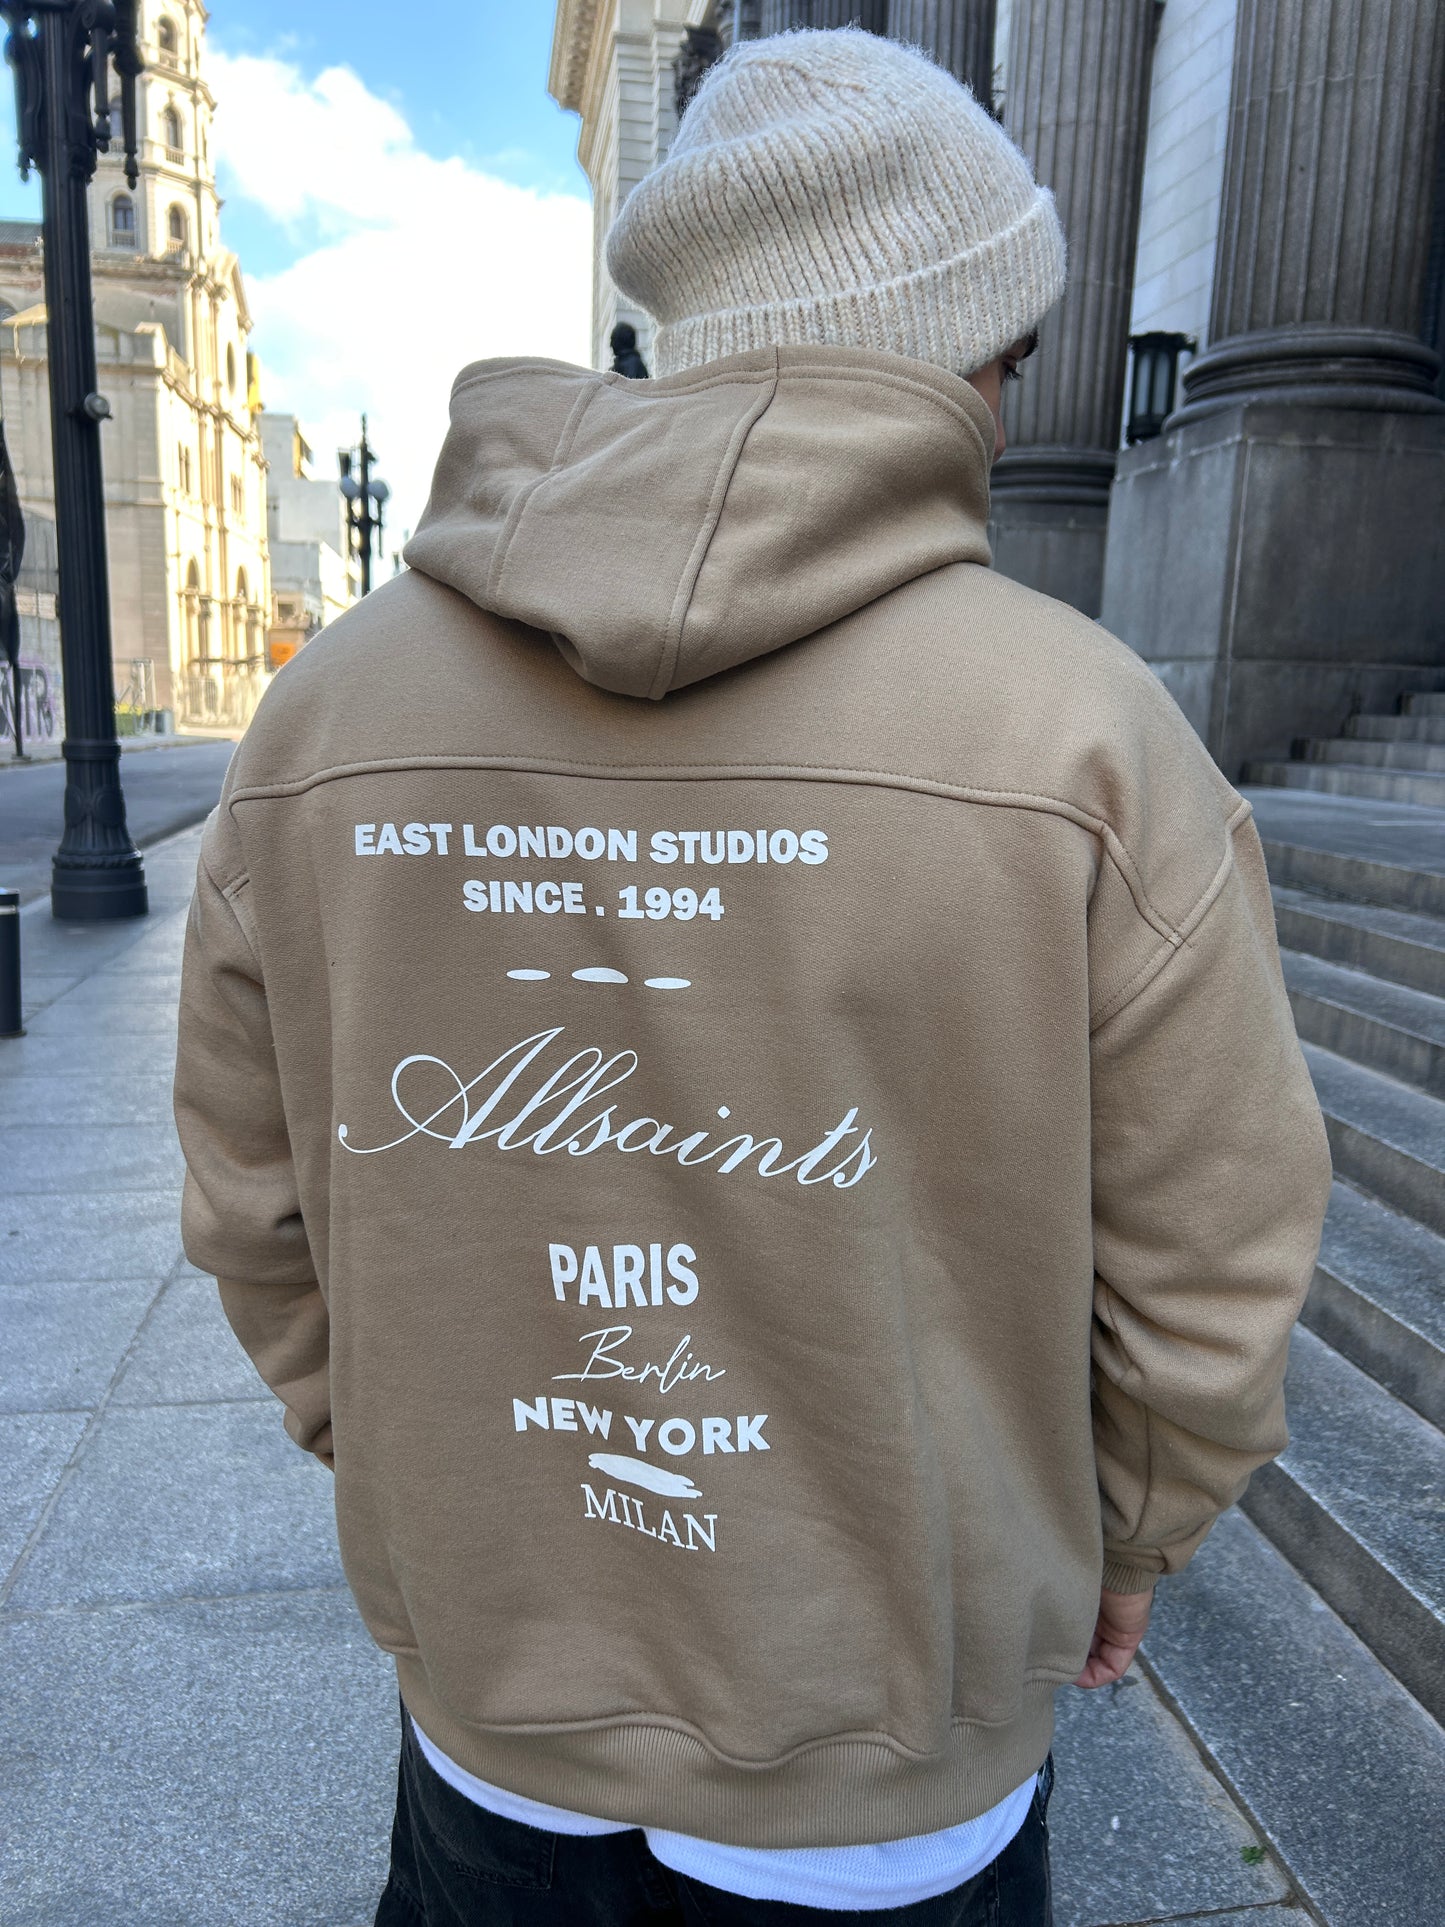 EAST LONDON STUDIOS
SINCE . 1994
Allsaints
PARIS
Berlin
NEW YORK
MILAN